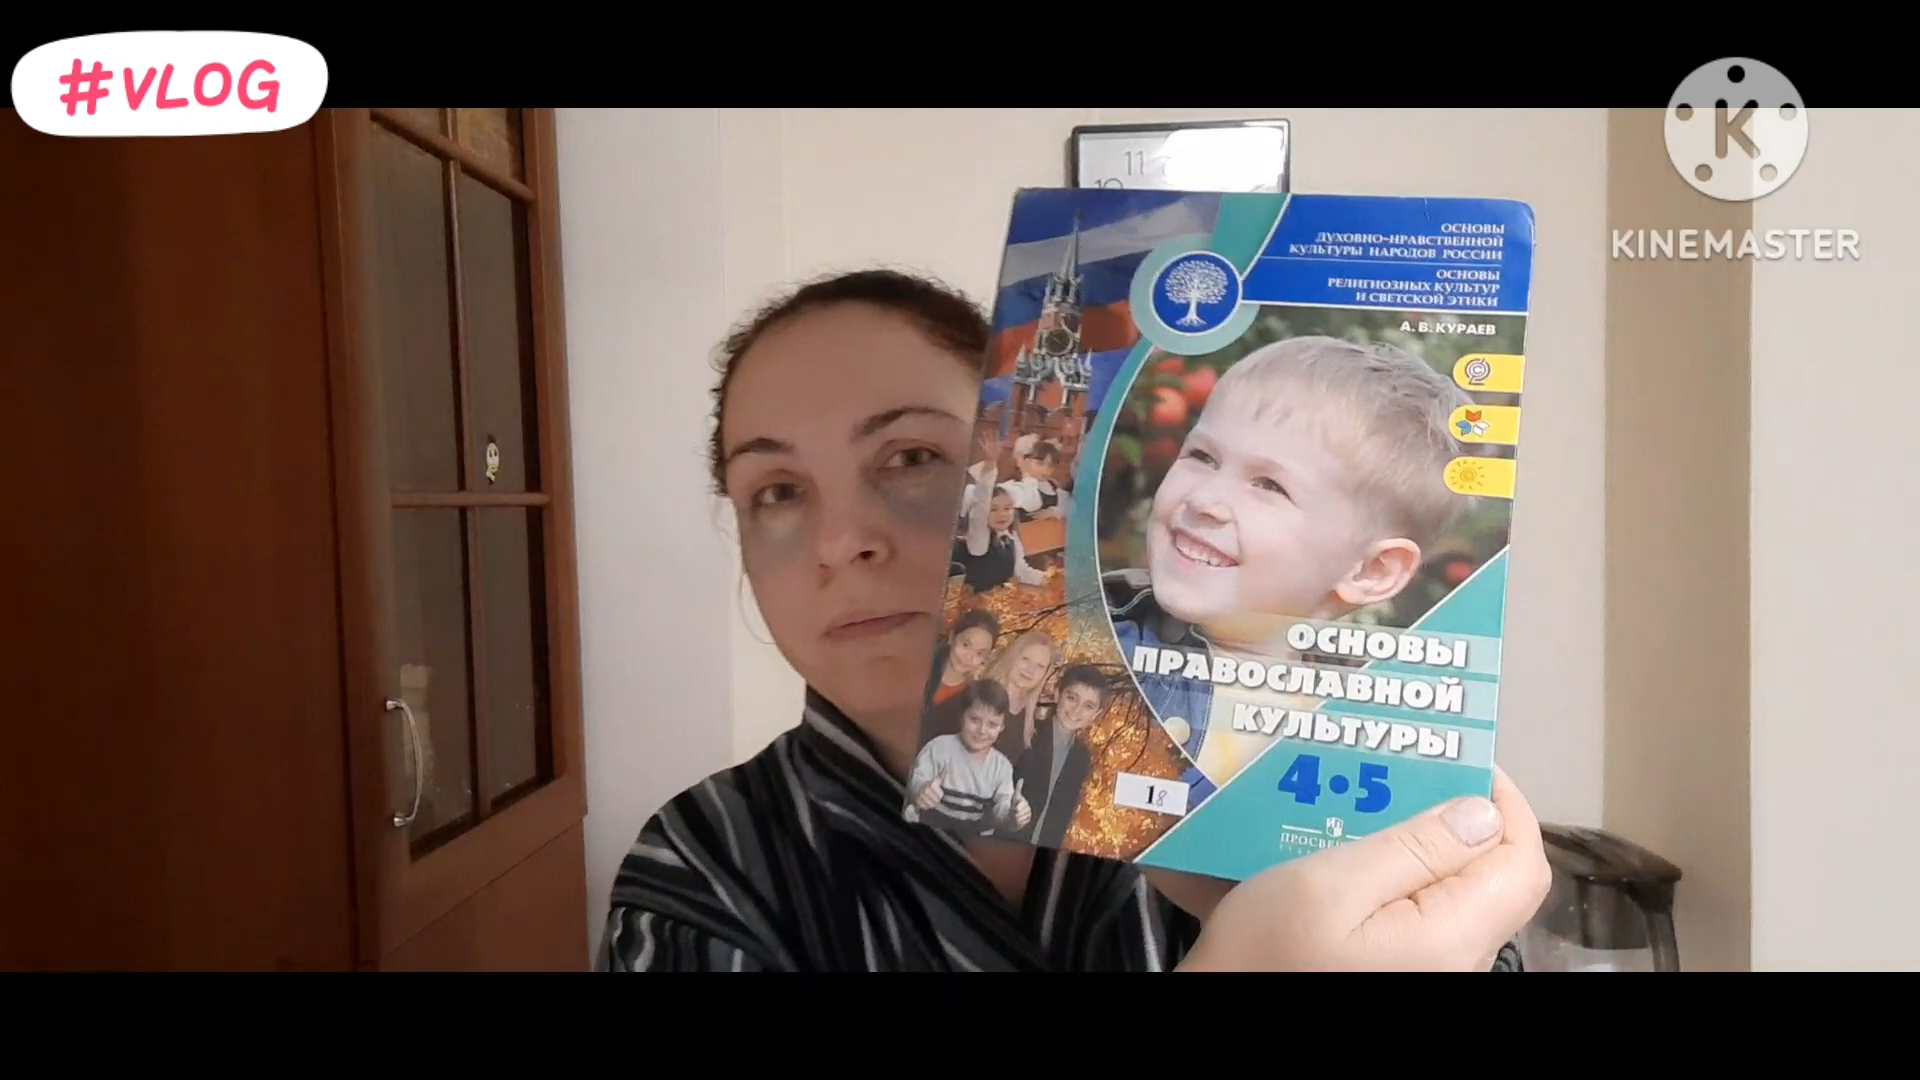 #VLOG
K
KINEMASTER
11
ОСНОВЫ
ДУХОВНО-НРАВСТВЕННОЙ
КУЛЬТУРЫ НАРОДОВ РОССИИ
ОСНОВЫ
РЕЛИГИОЗНЫХ КУЛЬТУР
И СВЕТСКОЙ ЭТИКИ
А. В. КУРАЕВ
ОСНОВЫ
ПРАВОСЛАВНОЙ
КУЛЬТУРЫ
4•5
18